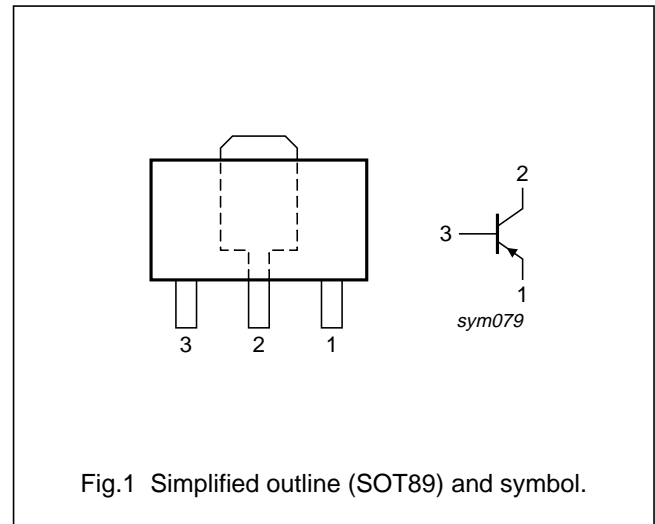 2
3
1
sym079
3 2 1
Fig.1 Simplified outline (SOT89) and symbol.